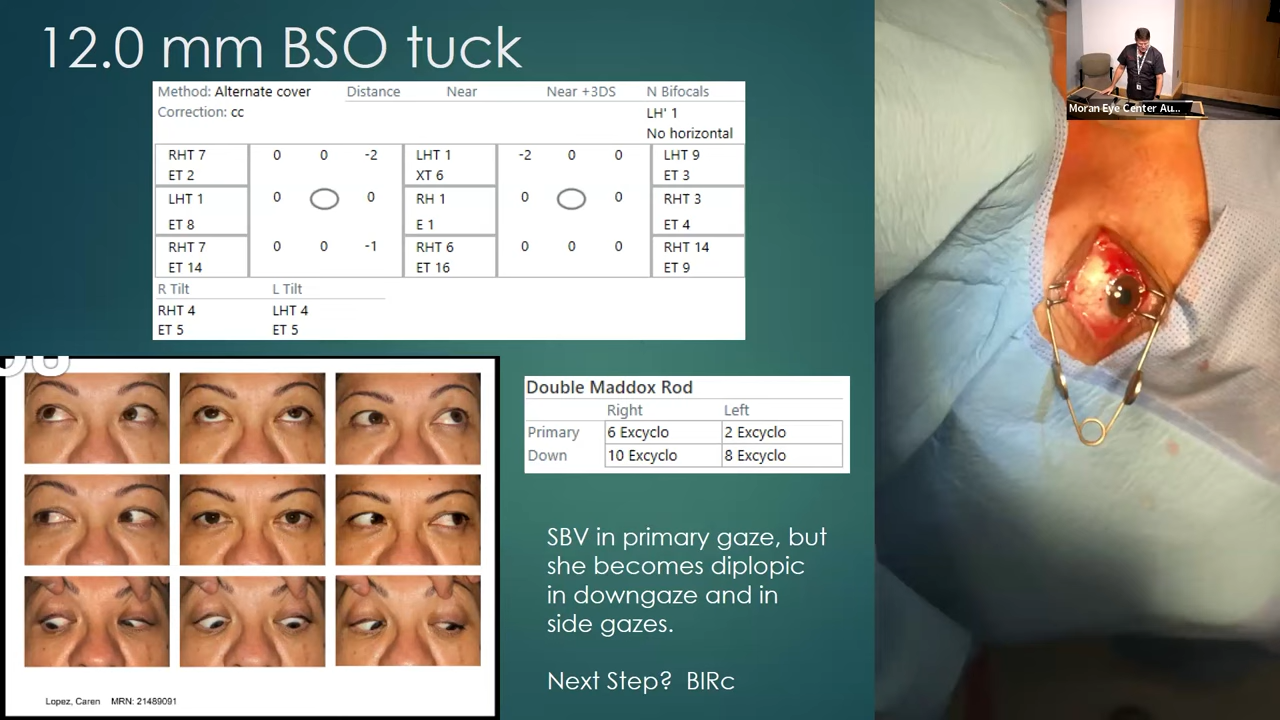 12.0 mm BSO tuck
Moran Eye Center Au...
Method: Alternate cover Distance Near Near +3DS N Bifocals
Correction: cc LH' 1
No horizontal
RHT 7 0 0 -2 LHT 1 -2 0 0 LHT 9
ET 2 XT 6 ET 3
LHT 1 0 0 RH 1 0 0 RHT 3
ET 8 E 1 ET 4
RHT 7 0 0 -1 RHT 6 0 0 0 RHT 14
ET 14 ET 16 ET 9
R Tilt L Tilt
RHT 4 LHT 4
ET 5 ET 5
Double Maddox Rod
Right Left
Primary 6 Excyclo 2 Excyclo
Down 10 Excyclo 8 Excyclo
SBV in primary gaze, but
she becomes diplopic
in downgaze and in
side gazes.
Next Step? BIRc
Lopez, Caren MRN: 21489091